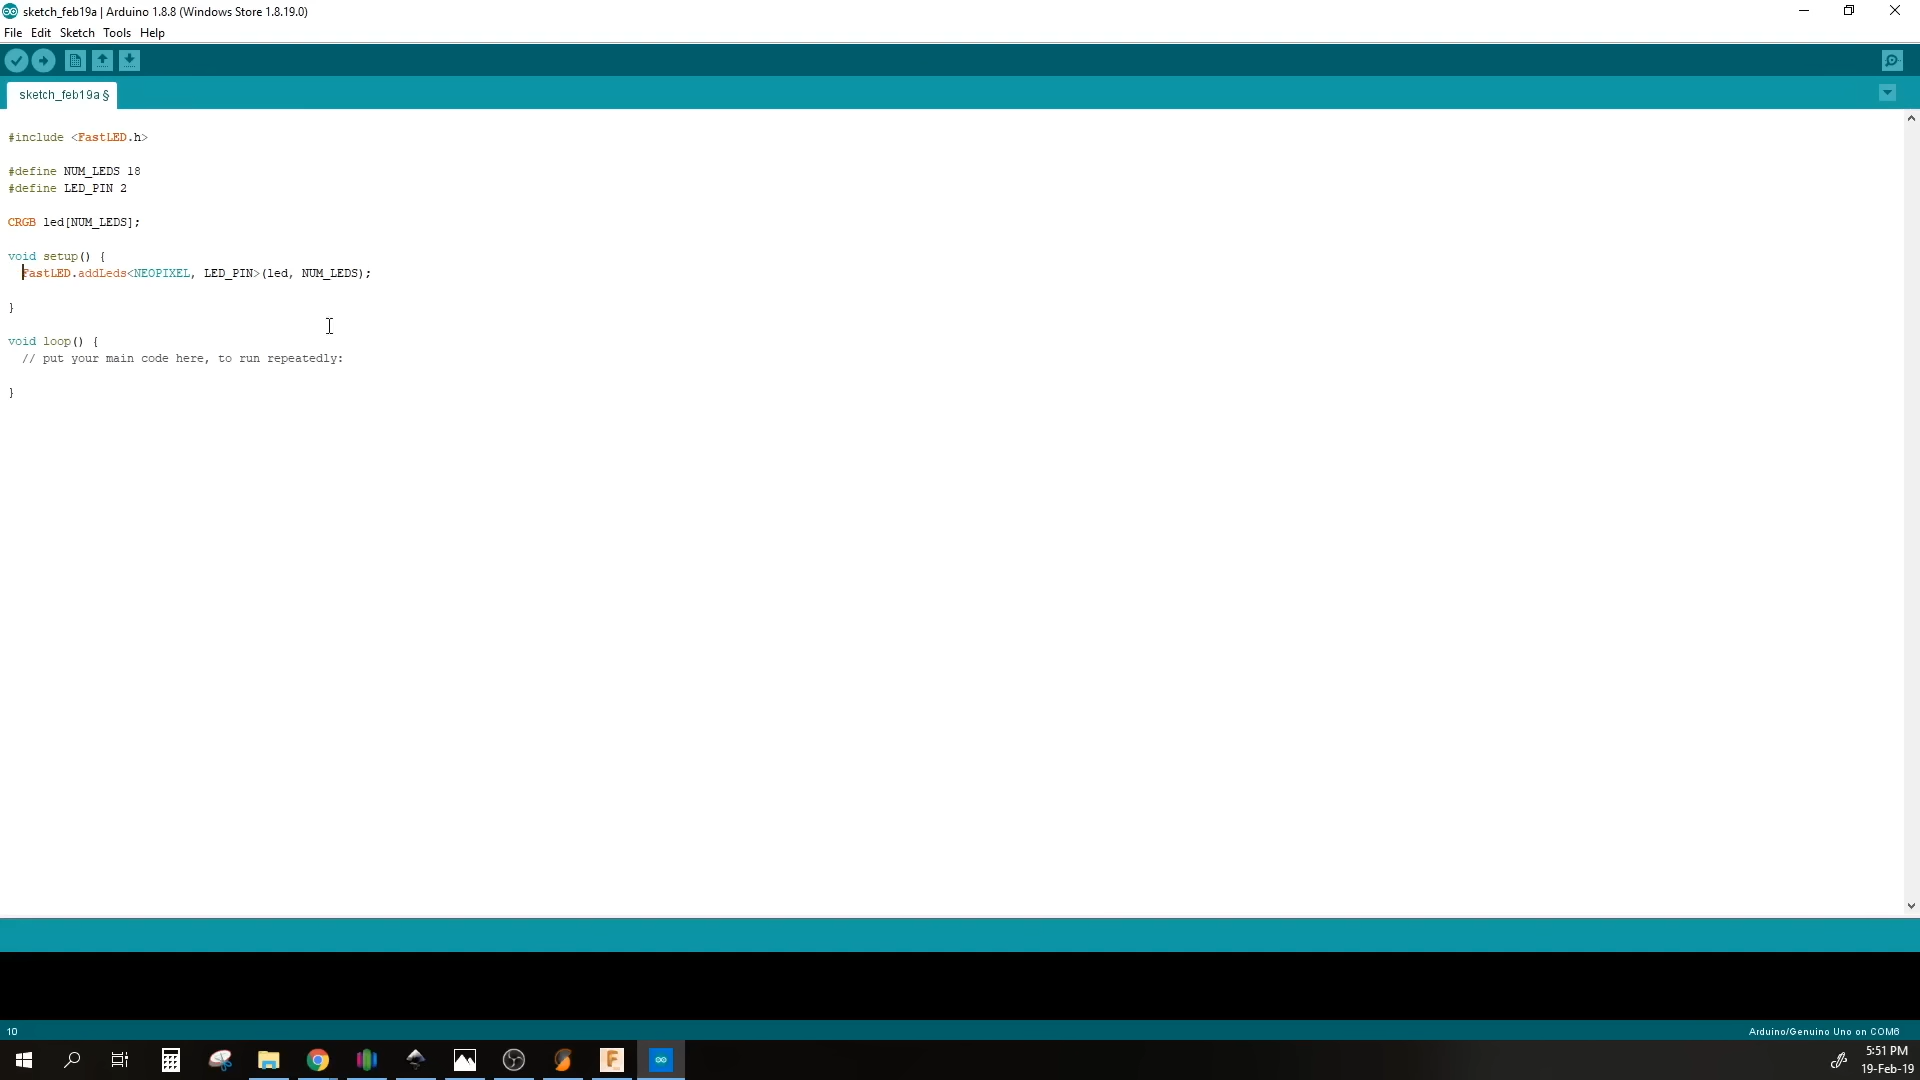 sketch_feb19a | Arduino 1.8.8 (Windows Store 1.8.19.0)
File Edit Sketch Tools Help
sketch_feb19a §
#include <FastLED.h>
#define NUM_LEDS 18
#define LED_PIN 2
CRGB led[NUM_LEDS];
void setup() {
FastLED.addLeds<NEOPIXEL, LED_PIN>(led, NUM_LEDS);
}
void loop() {
// put your main code here, to run repeatedly:
}
10
Arduino/Genuino Uno on COM6
5:51 PM
19-Feb-19